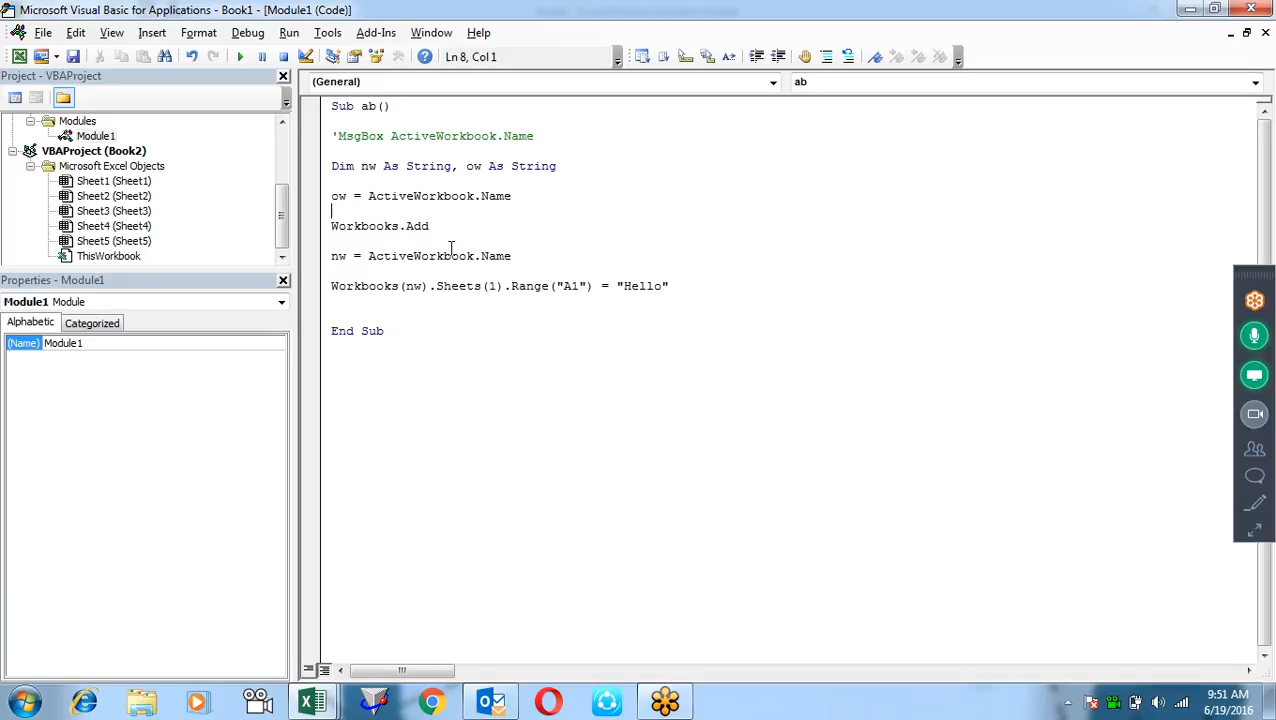 Microsoft Visual Basic for Applications - Book1 - [Module1 (Code)]
File Edit View Insert Format Debug Run Tools Add-Ins Window Help
Ln 8, Col 1
Project - VBAProject
(General)
ab
Modules
Module1
VBAProject (Book2)
Microsoft Excel Objects
Sheet1 (Sheet1)
Sheet2 (Sheet2)
Sheet3 (Sheet3)
Sheet4 (Sheet4)
Sheet5 (Sheet5)
ThisWorkbook
Properties - Module1
Module1 Module
Alphabetic Categorized
(Name) Module1
Sub ab()
'MsgBox ActiveWorkbook.Name
Dim nw As String, ow As String
ow = ActiveWorkbook.Name
Workbooks.Add
nw = ActiveWorkbook.Name
Workbooks(nw).Sheets(1).Range("A1") = "Hello"
End Sub
9:51 AM
6/19/2016